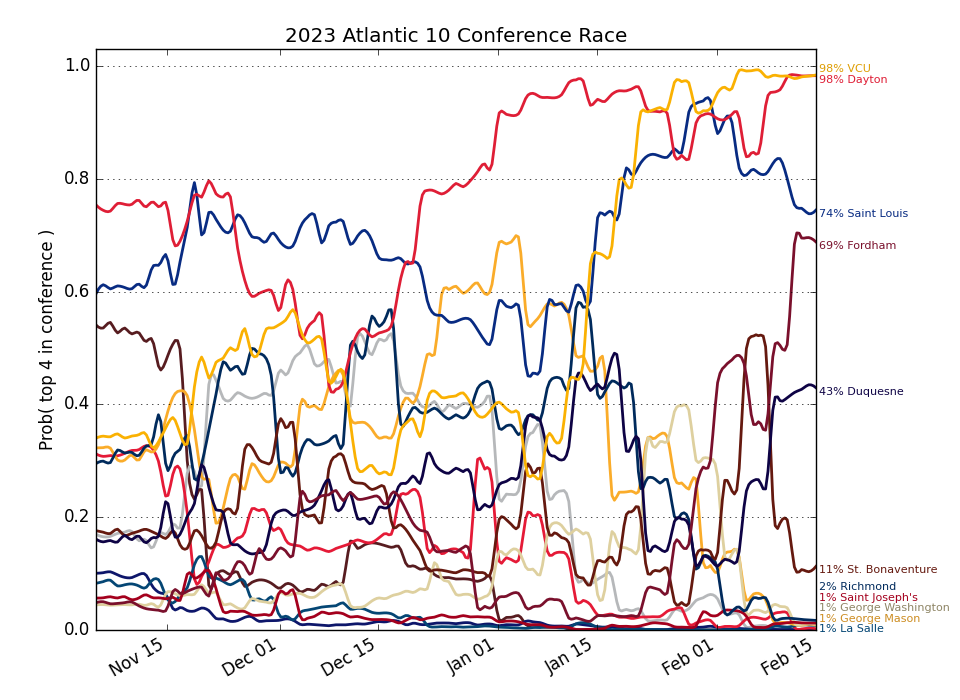 2023 Atlantic 10 Conference Race
Prob( top 4 in conference )
1.0
0.8
0.6
0.4
0.2
0.0
Nov 15
Dec 01
Dec 15
Jan 01
Jan 15
Feb 01
Feb 15
98% VCU
98% Dayton
74% Saint Louis
69% Fordham
43% Duquesne
11% St. Bonaventure
2% Richmond
1% Saint Joseph's
1% George Washington
1% George Mason
1% La Salle